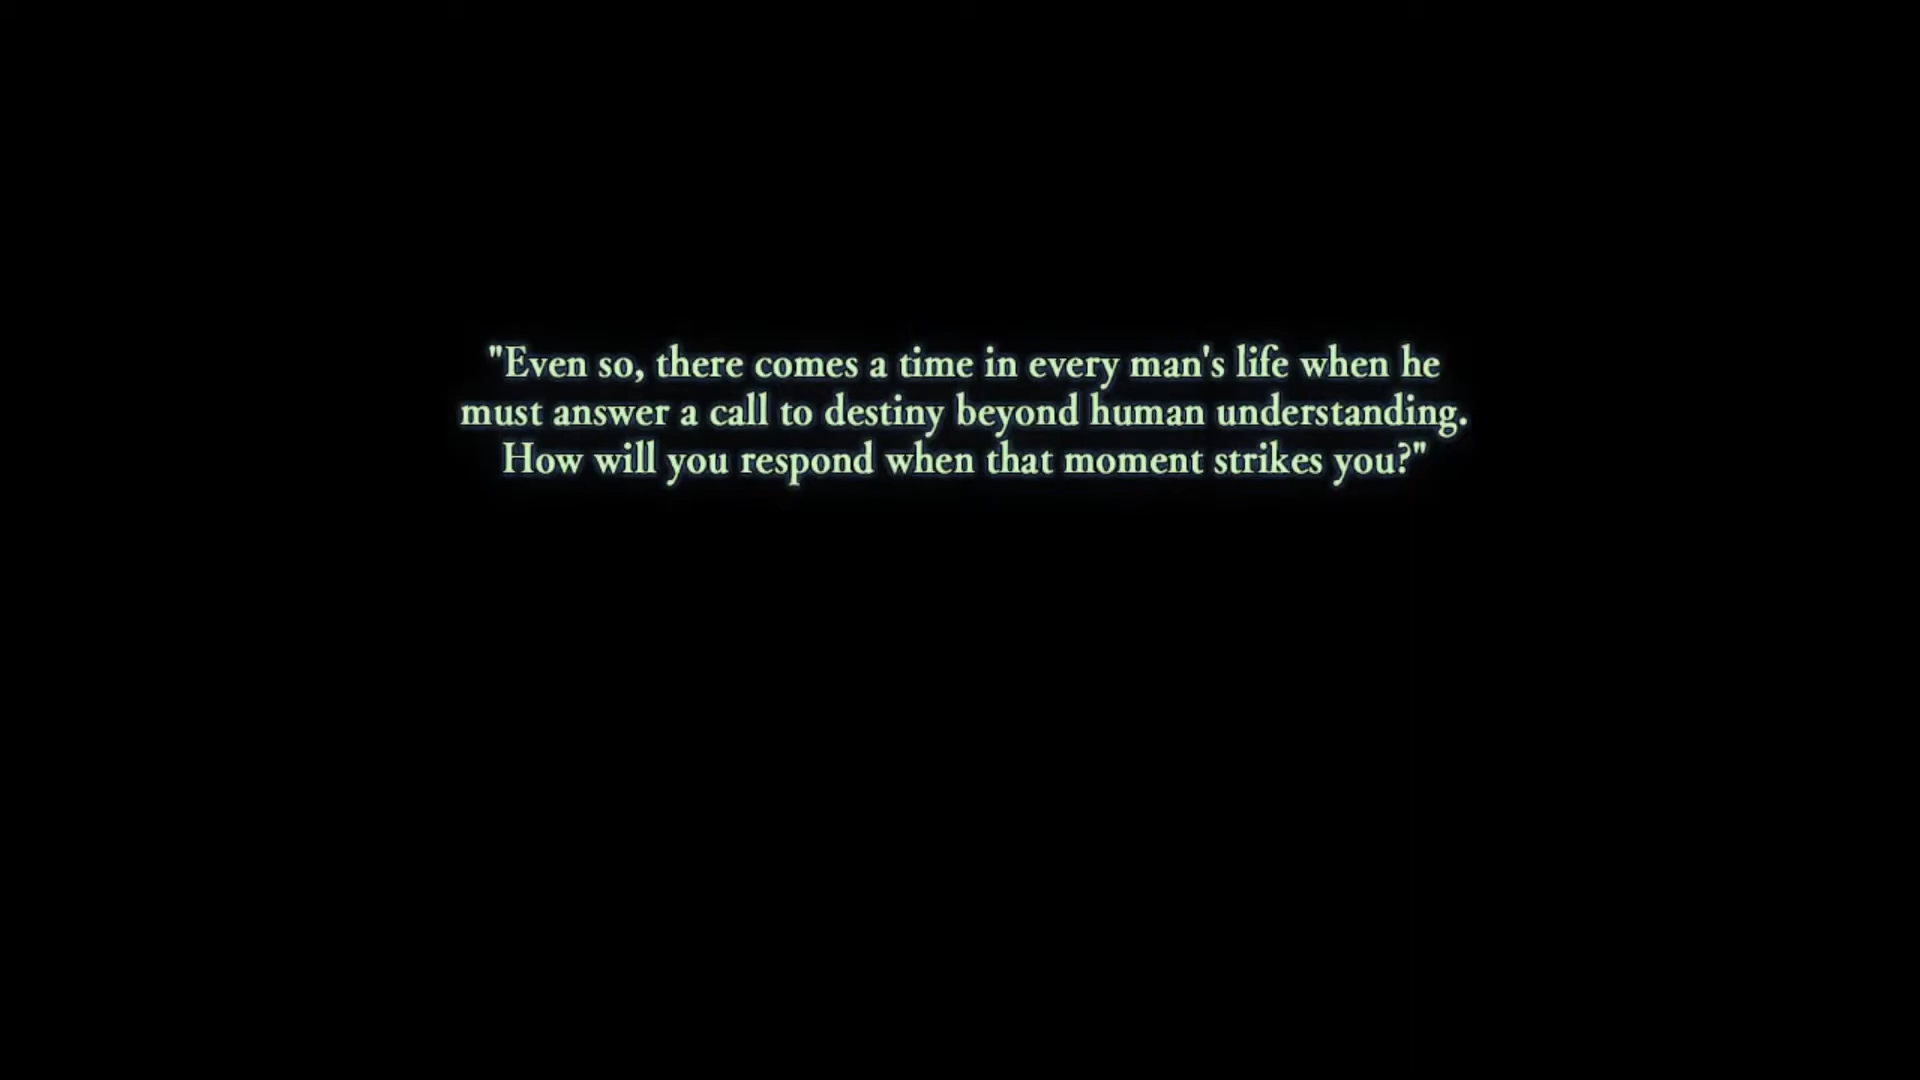 "Even so, there comes a time in every man's life when he
must answer a call to destiny beyond human understanding.
How will you respond when that moment strikes you?"